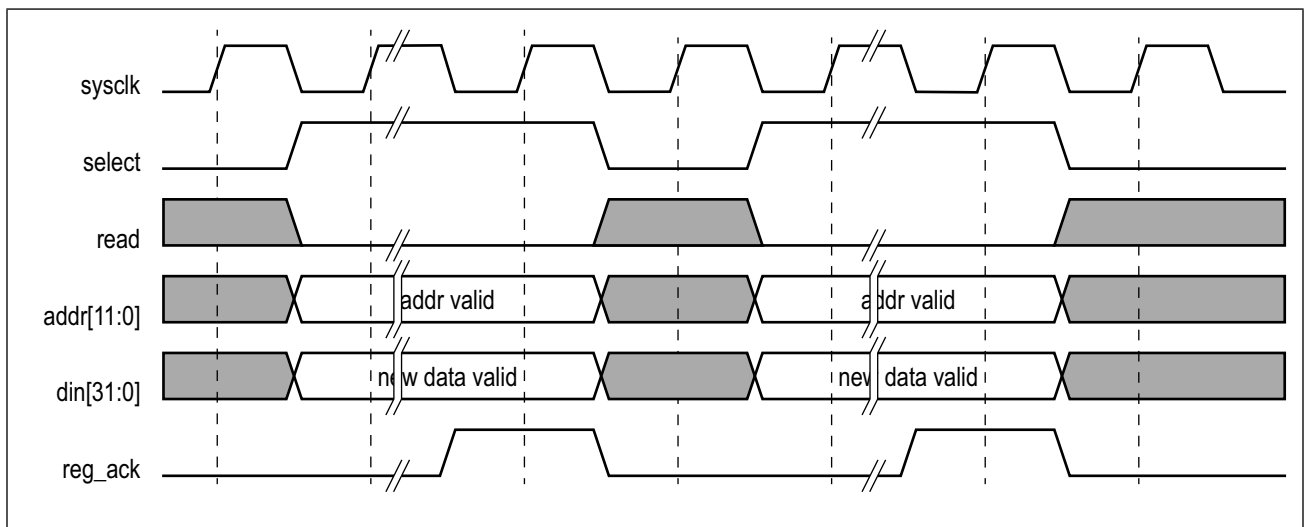 sysclk
select
read
addr[11:0]
addr valid
addr valid
din[31:0]
new data valid
new data valid
reg_ack